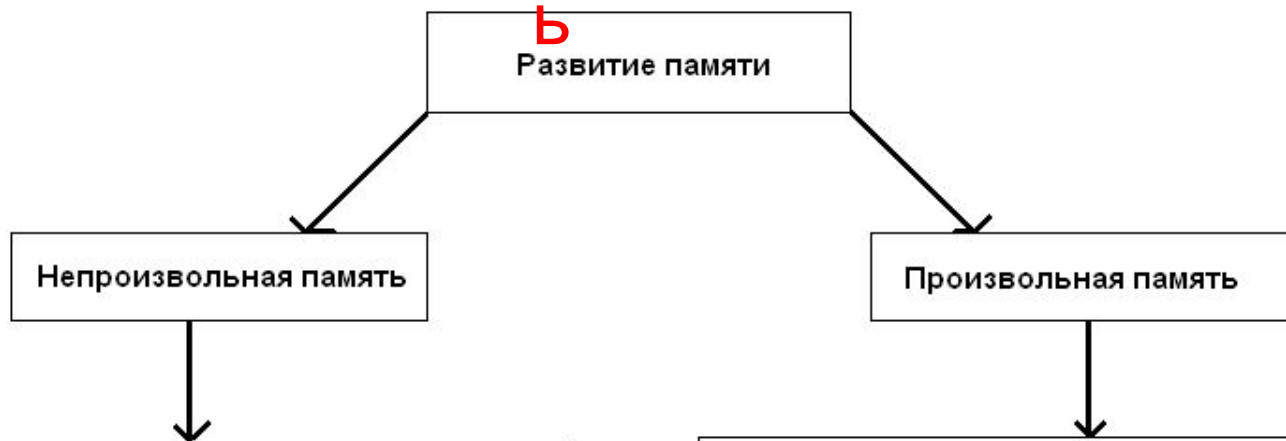 ь
Развитие памяти
Непроизвольная память
Произвольная память